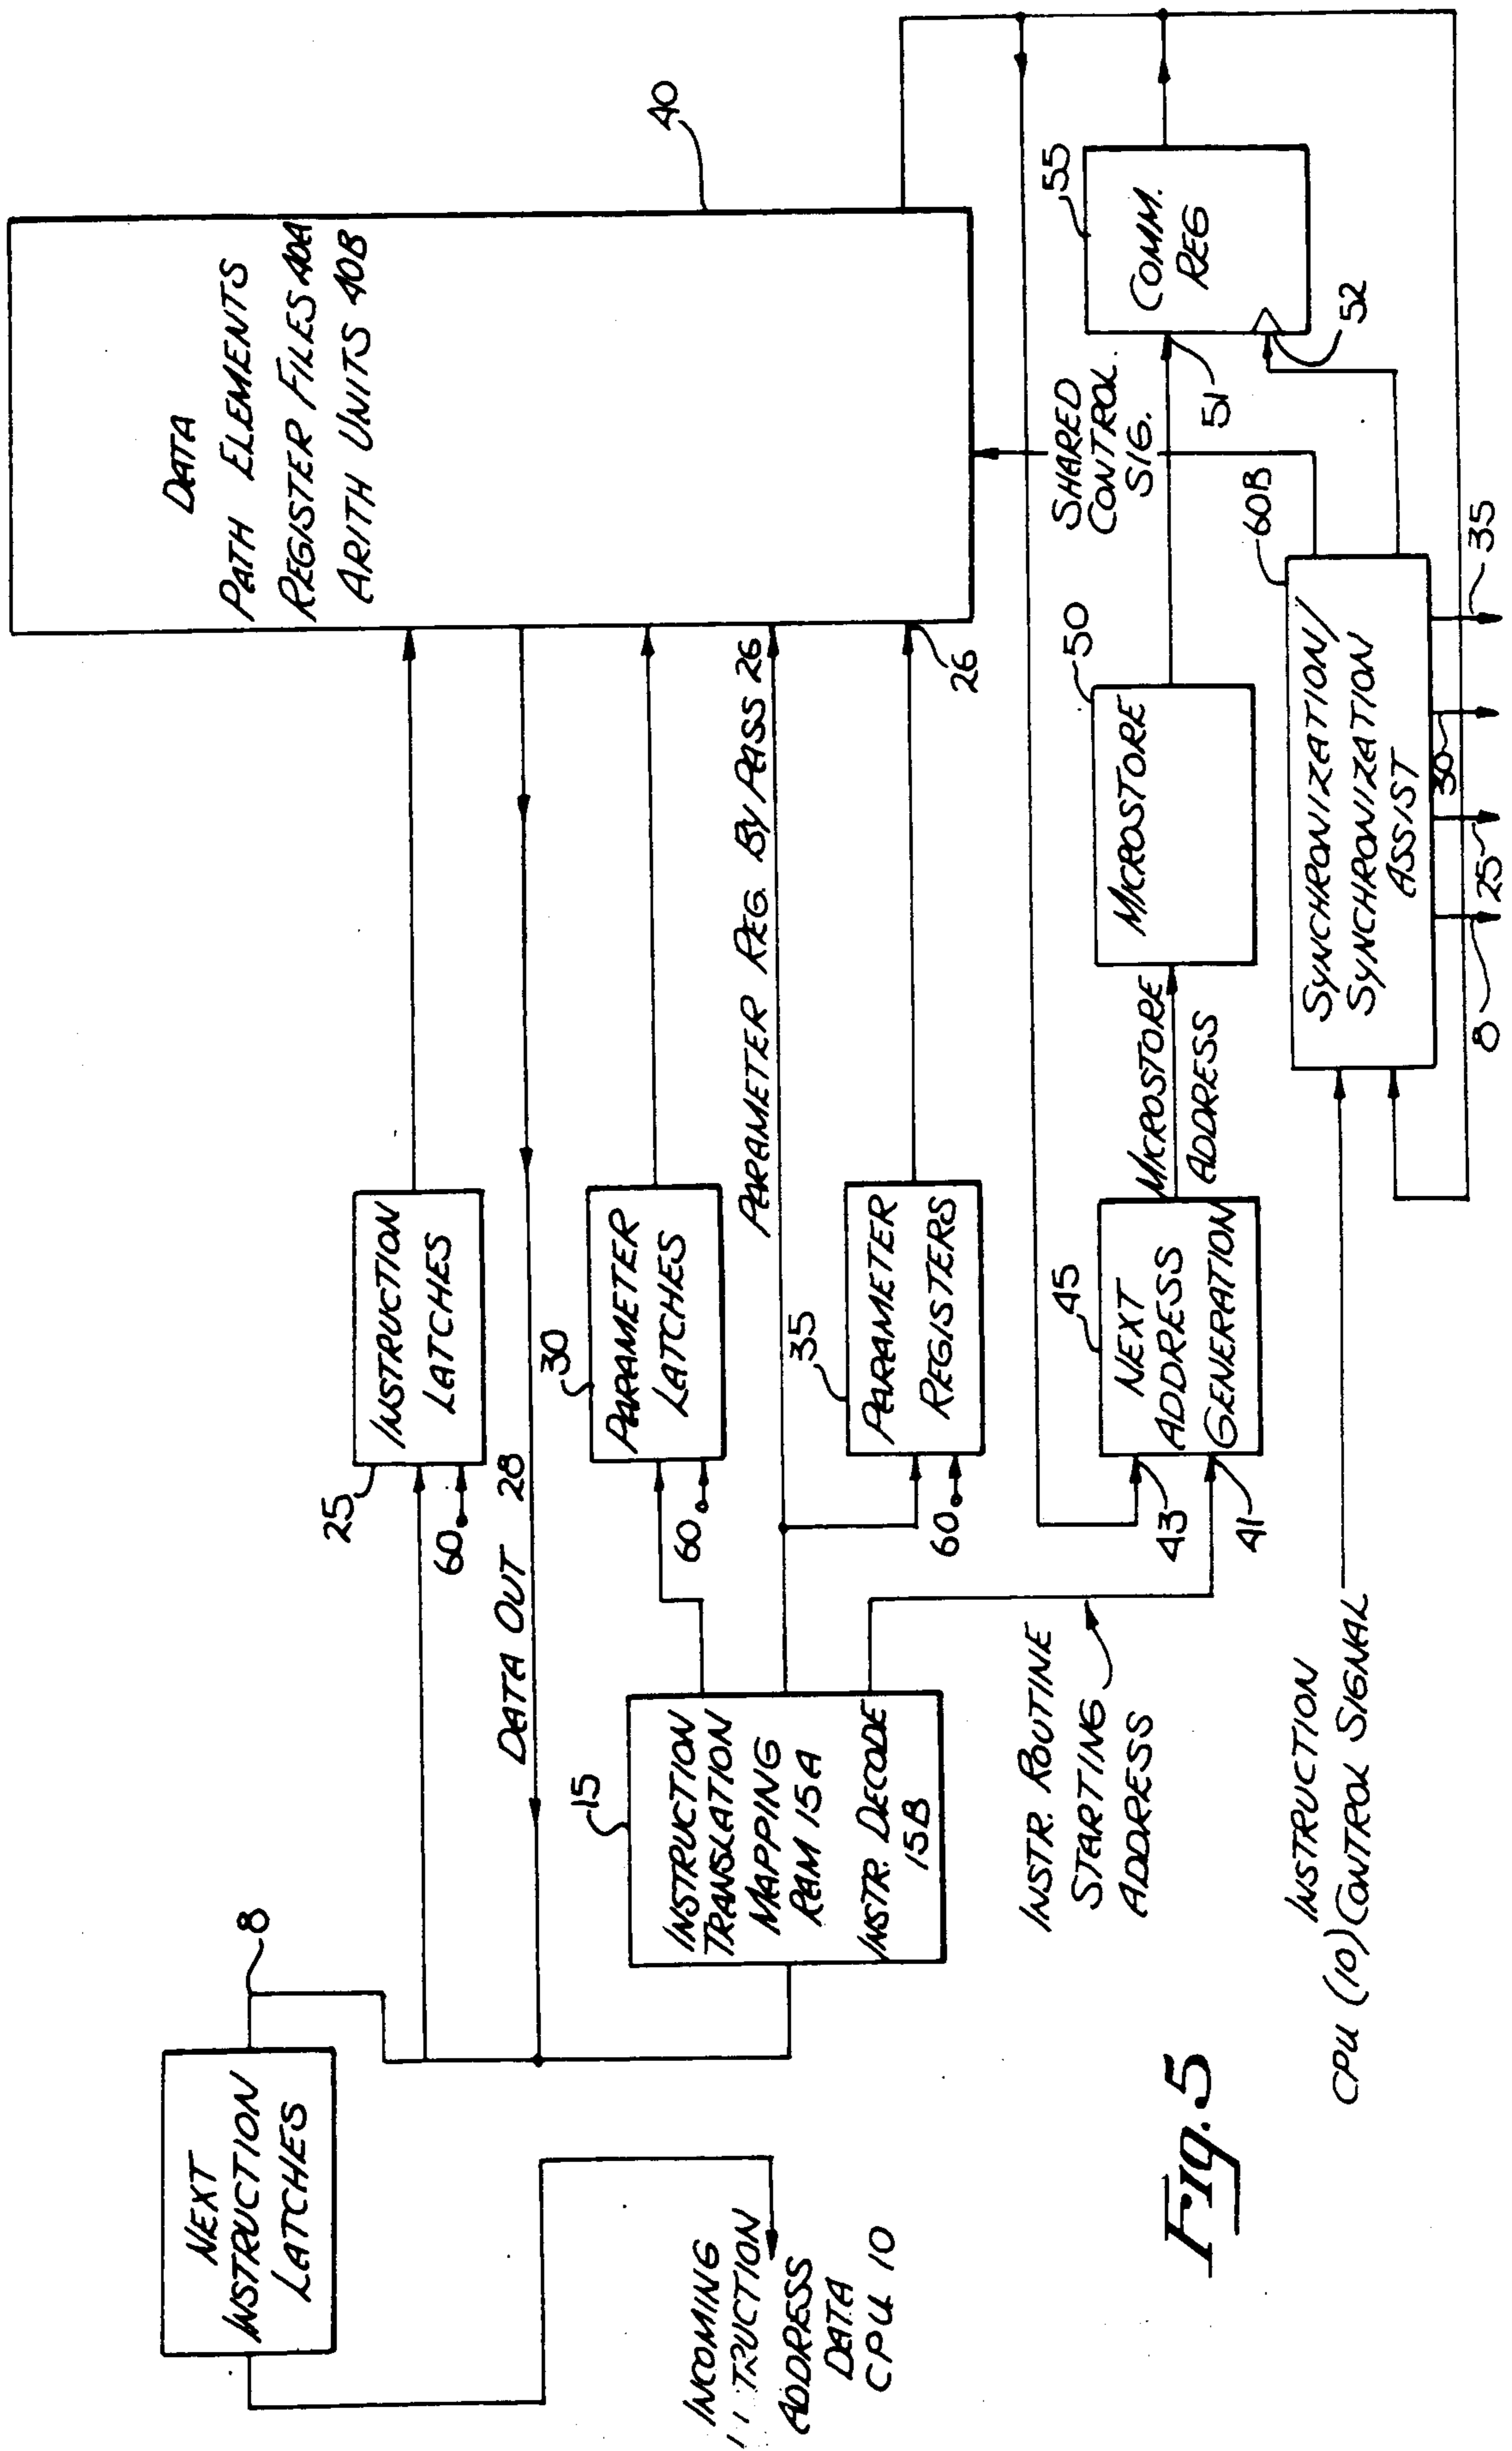 NEXT
INSTRUCTION
LATCHES
8
INCOMING
ADDRESS
DATA
CPU 10
25
INSTRUCTION
LATCHES
60
DATA OUT 28
30
PARAMETER
LATCHES
60
PARAMETER REG. BYPASS 26
35
PARAMETER
REGISTERS
60
26
15
INSTRUCTION
TRANSLATION
MAPPING
RAM 15A
INSTR. DECODE
15B
DATA
PATH ELEMENTS
REGISTER FILES 40A
ARITH UNITS 40B
40
INSTR. ROUTINE
STARTING
ADDRESS
45
NEXT
ADDRESS
GENERATION
43
41
MICROSTORE
ADDRESS
50
MICROSTORE
SHARED
CONTROL
SIG.
51
52
55
COMM.
REG
60B
SYNCHRONIZATION/
SYNCHRONIZATION
ASSIST
8
25
30
35
INSTRUCTION
CPU (10) CONTROL SIGNAL
Fig. 5